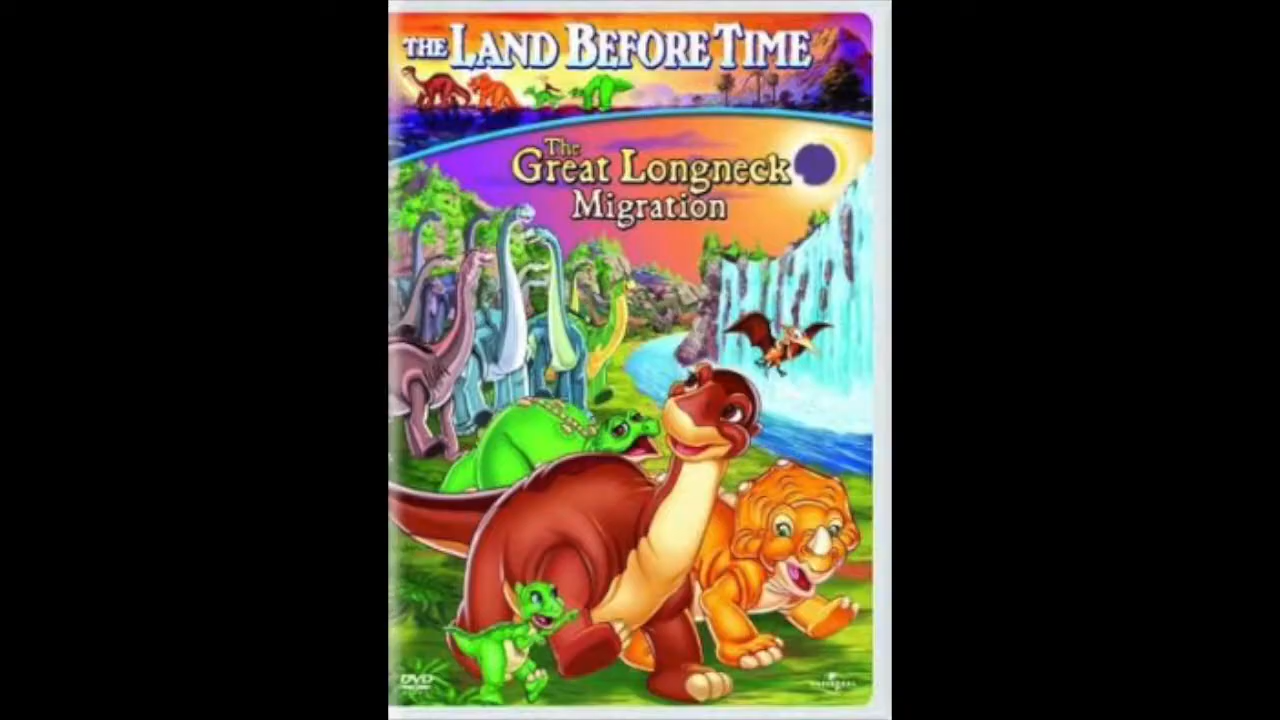 THE LAND BEFORE TIME
The
Great Longneck
Migration
DVD
UNIVERSAL